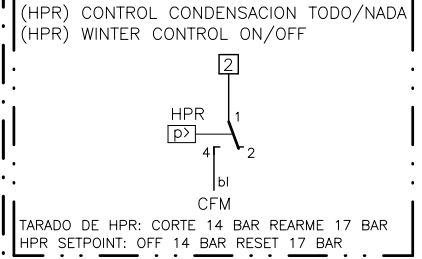 (HPR) CONTROL CONDENSACION TODO/NADA
(HPR) WINTER CONTROL ON/OFF
2
HPR
1
p>
4
2
bl
CFM
TARADO DE HPR: CORTE 14 BAR REARME 17 BAR
HPR SETPOINT: OFF 14 BAR RESET 17 BAR